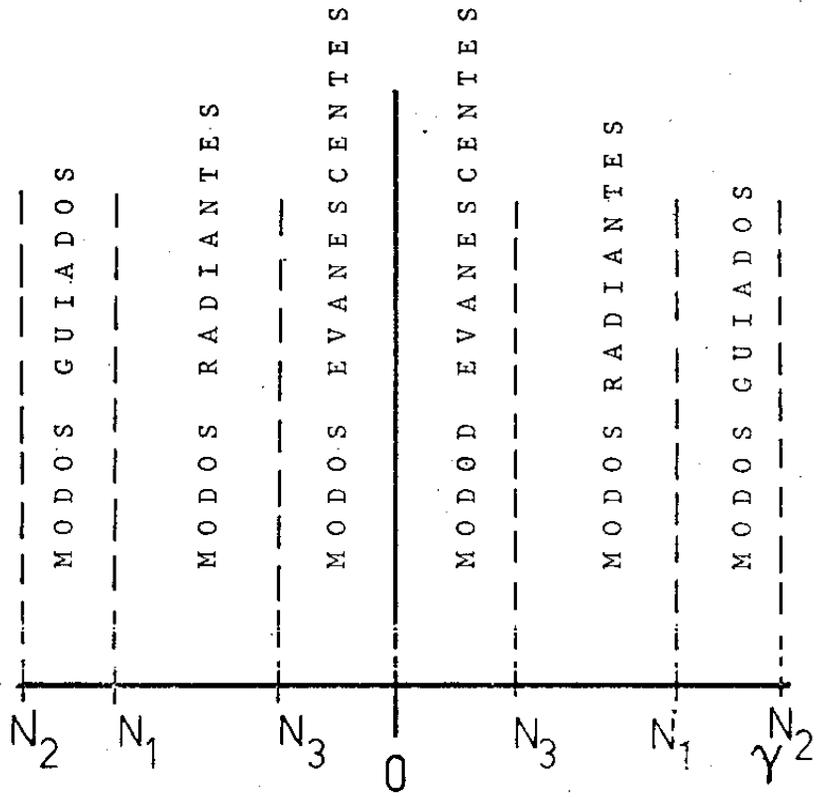 MODOS GUIADOS
MODOS RADIANTES
MODOS EVANESCENTES
MODOD EVANESCENTES
MODOS RADIANTES
MODOS GUIADOS
N2 N1 N3 0 N3 N1 N2
γ